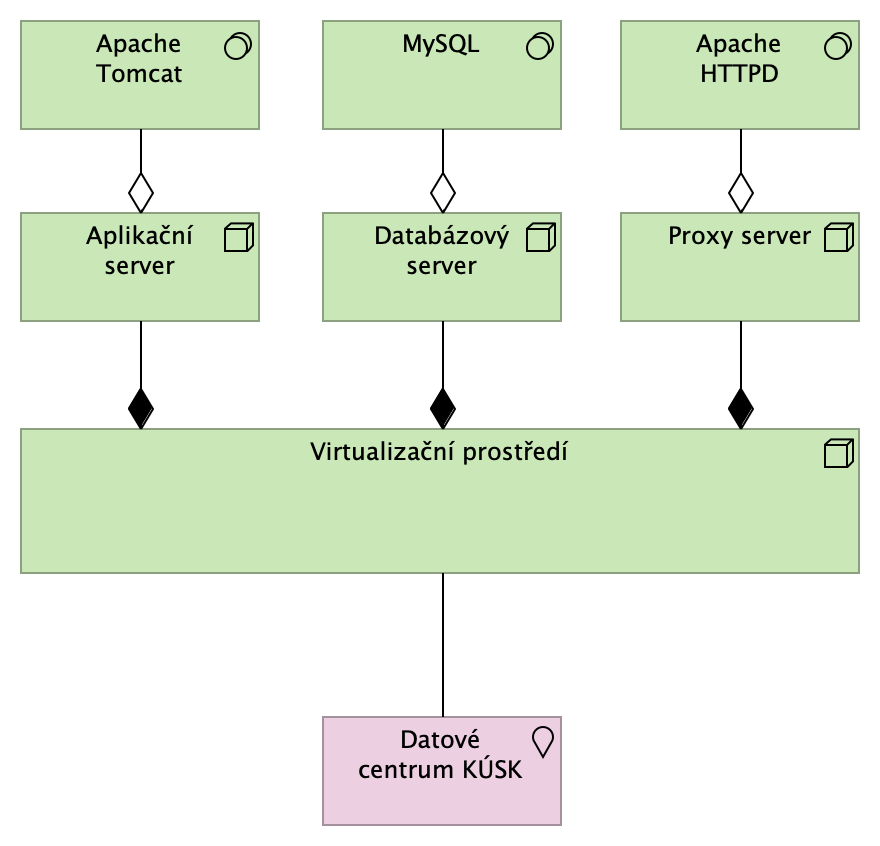 Apache
Tomcat
MySQL
Apache
HTTPD
Aplikační
server
Databázový
server
Proxy server
Virtualizační prostředí
Datové
centrum KÚSK